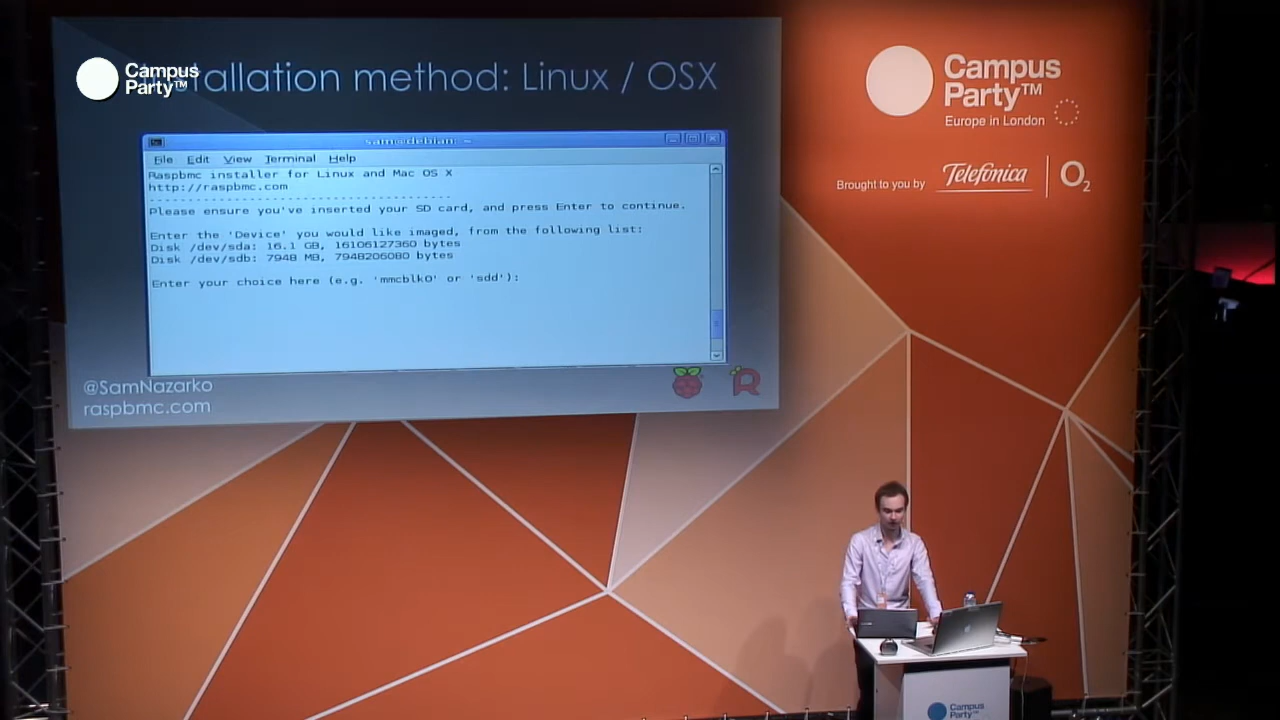 Campus
Party™
Installation method: Linux / OSX
sam@debian: ~
File Edit View Terminal Help
Raspbmc installer for Linux and Mac OS X
http://raspbmc.com
----------------------------------------
Please ensure you've inserted your SD card, and press Enter to continue.
Enter the 'Device' you would like imaged, from the following list:
Disk /dev/sda: 16.1 GB, 16106127360 bytes
Disk /dev/sdb: 7948 MB, 7948206080 bytes
Enter your choice here (e.g. 'mmcblk0' or 'sdd'):
@SamNazarko
raspbmc.com
Campus
Party™
Europe in London
Brought to you by Telefónica O2
Campus
Party™